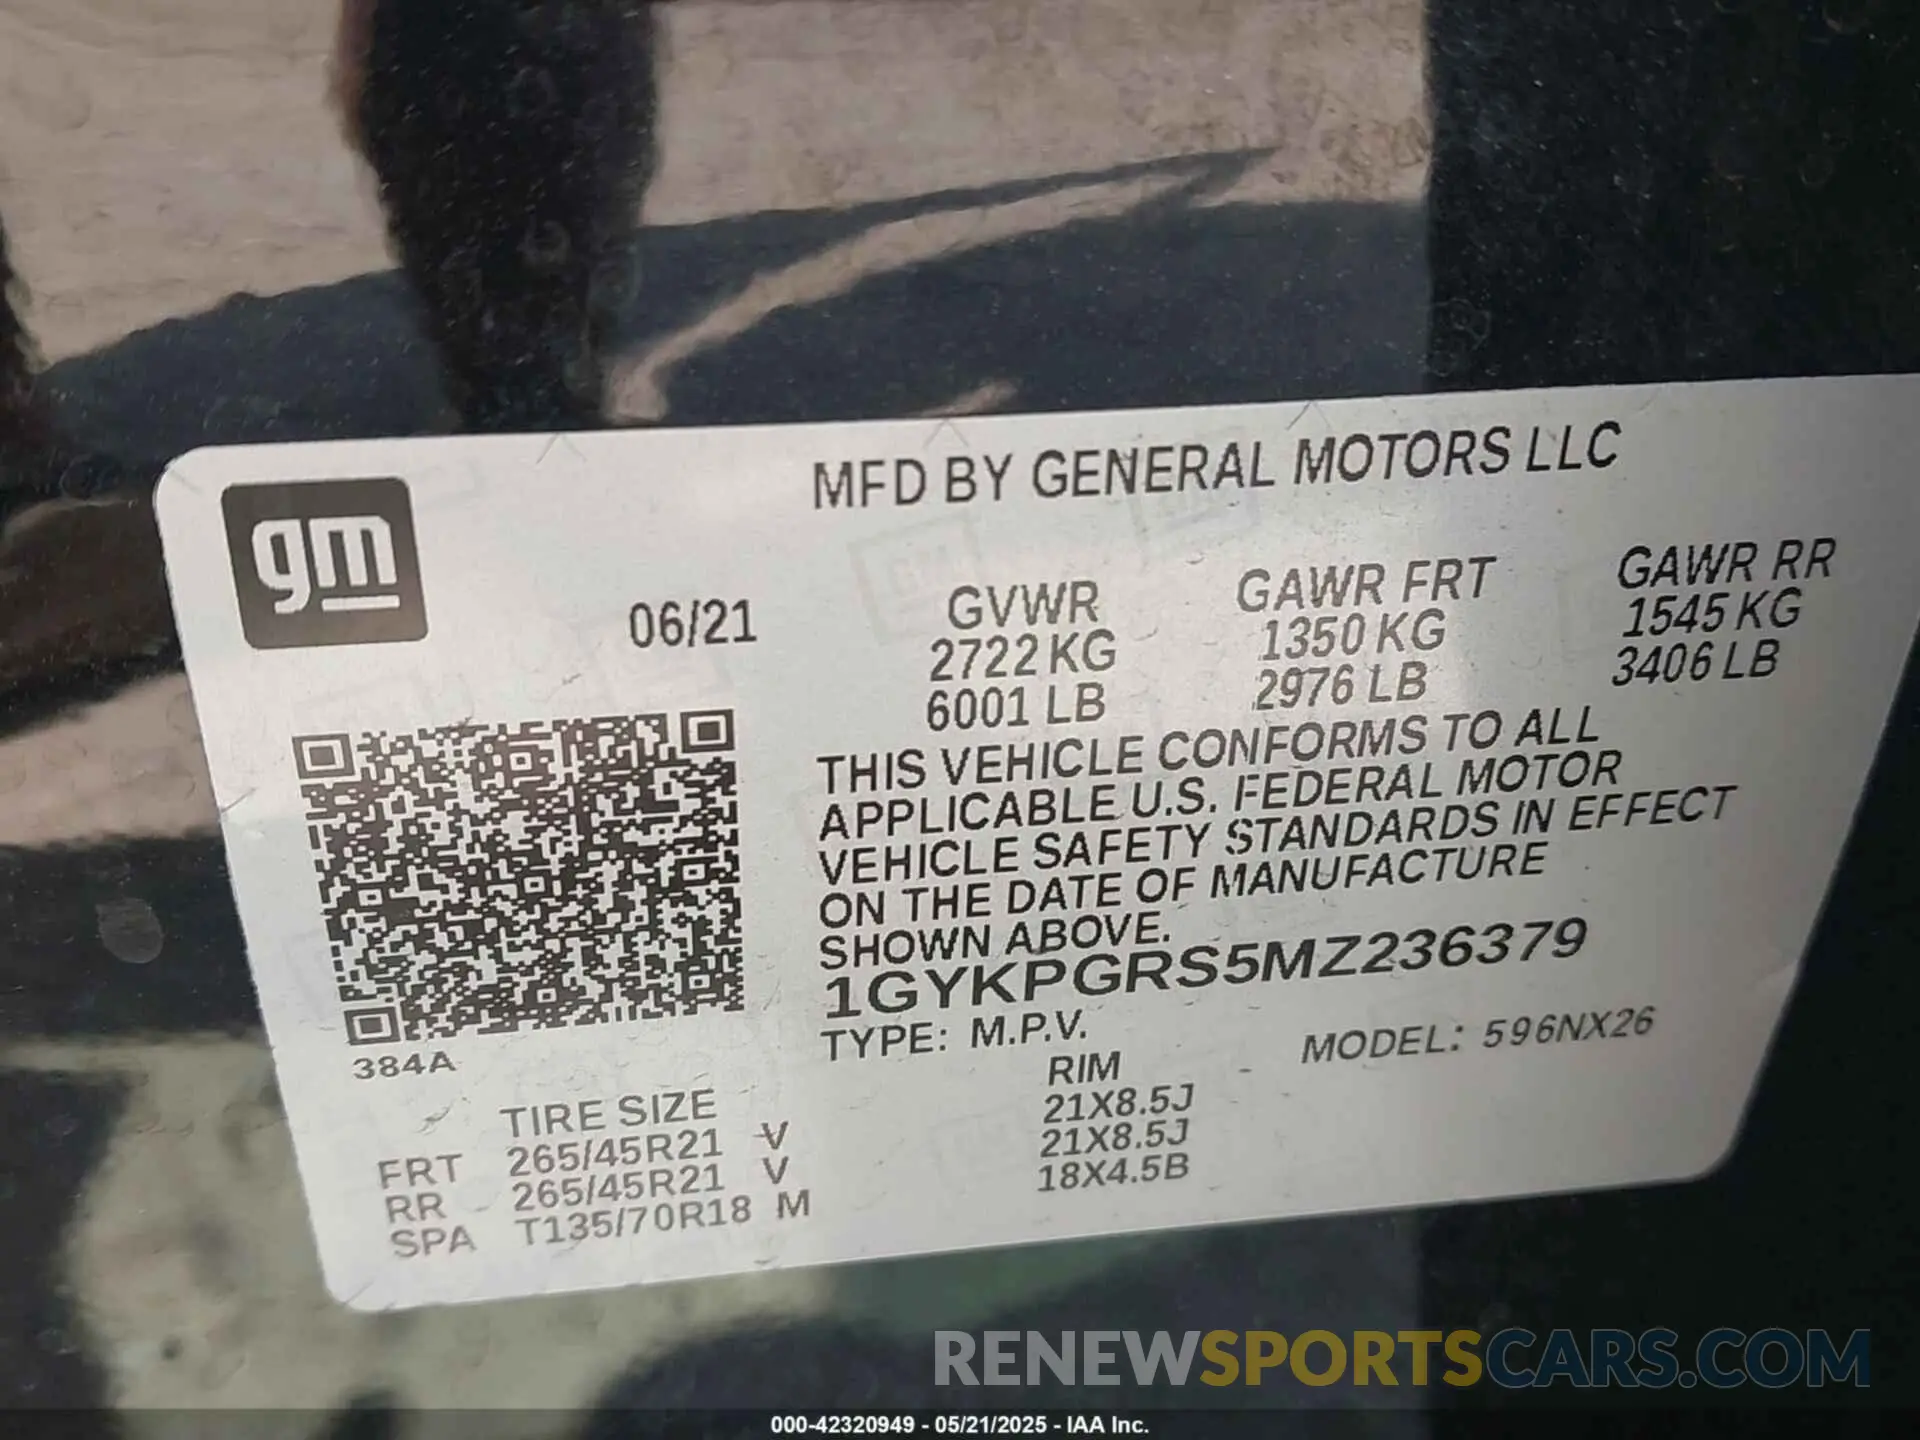 MFD BY GENERAL MOTORS LLC
gm
06/21
GVWR GAWR FRT GAWR RR
2722 KG 1350 KG 1545 KG
6001 LB 2976 LB 3406 LB
THIS VEHICLE CONFORMS TO ALL
APPLICABLE U.S. FEDERAL MOTOR
VEHICLE SAFETY STANDARDS IN EFFECT
ON THE DATE OF MANUFACTURE
SHOWN ABOVE.
1GYKPGRS5MZ236379
TYPE: M.P.V. MODEL: 596NX26
384A
TIRE SIZE RIM
FRT 265/45R21 V 21X8.5J
RR 265/45R21 V 21X8.5J
SPA T135/70R18 M 18X4.5B
RENEWSPORTSCARS.COM
000-42320949 - 05/21/2025 - IAA Inc.